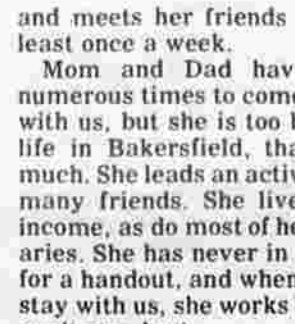 and meets her friends
least once a week.
Mom and Dad hav
numerous times to come
with us, but she is too
life in Bakersfield, tha
much. She leads an activ
many friends. She live
income, as do most of he
aries. She has never in
for a handout, and when
stay with us, she works